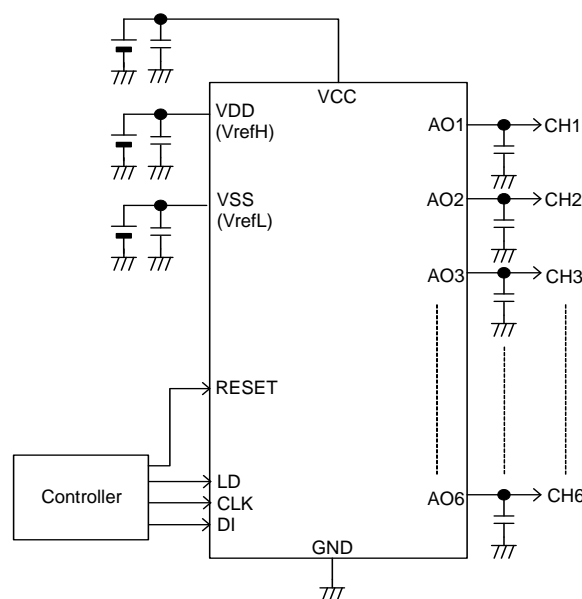 VCC
VDD
(VrefH)
AO1
CH1
VSS
(VrefL)
AO2
CH2
AO3
CH3
RESET
Controller
LD
CLK
DI
AO6
CH6
GND